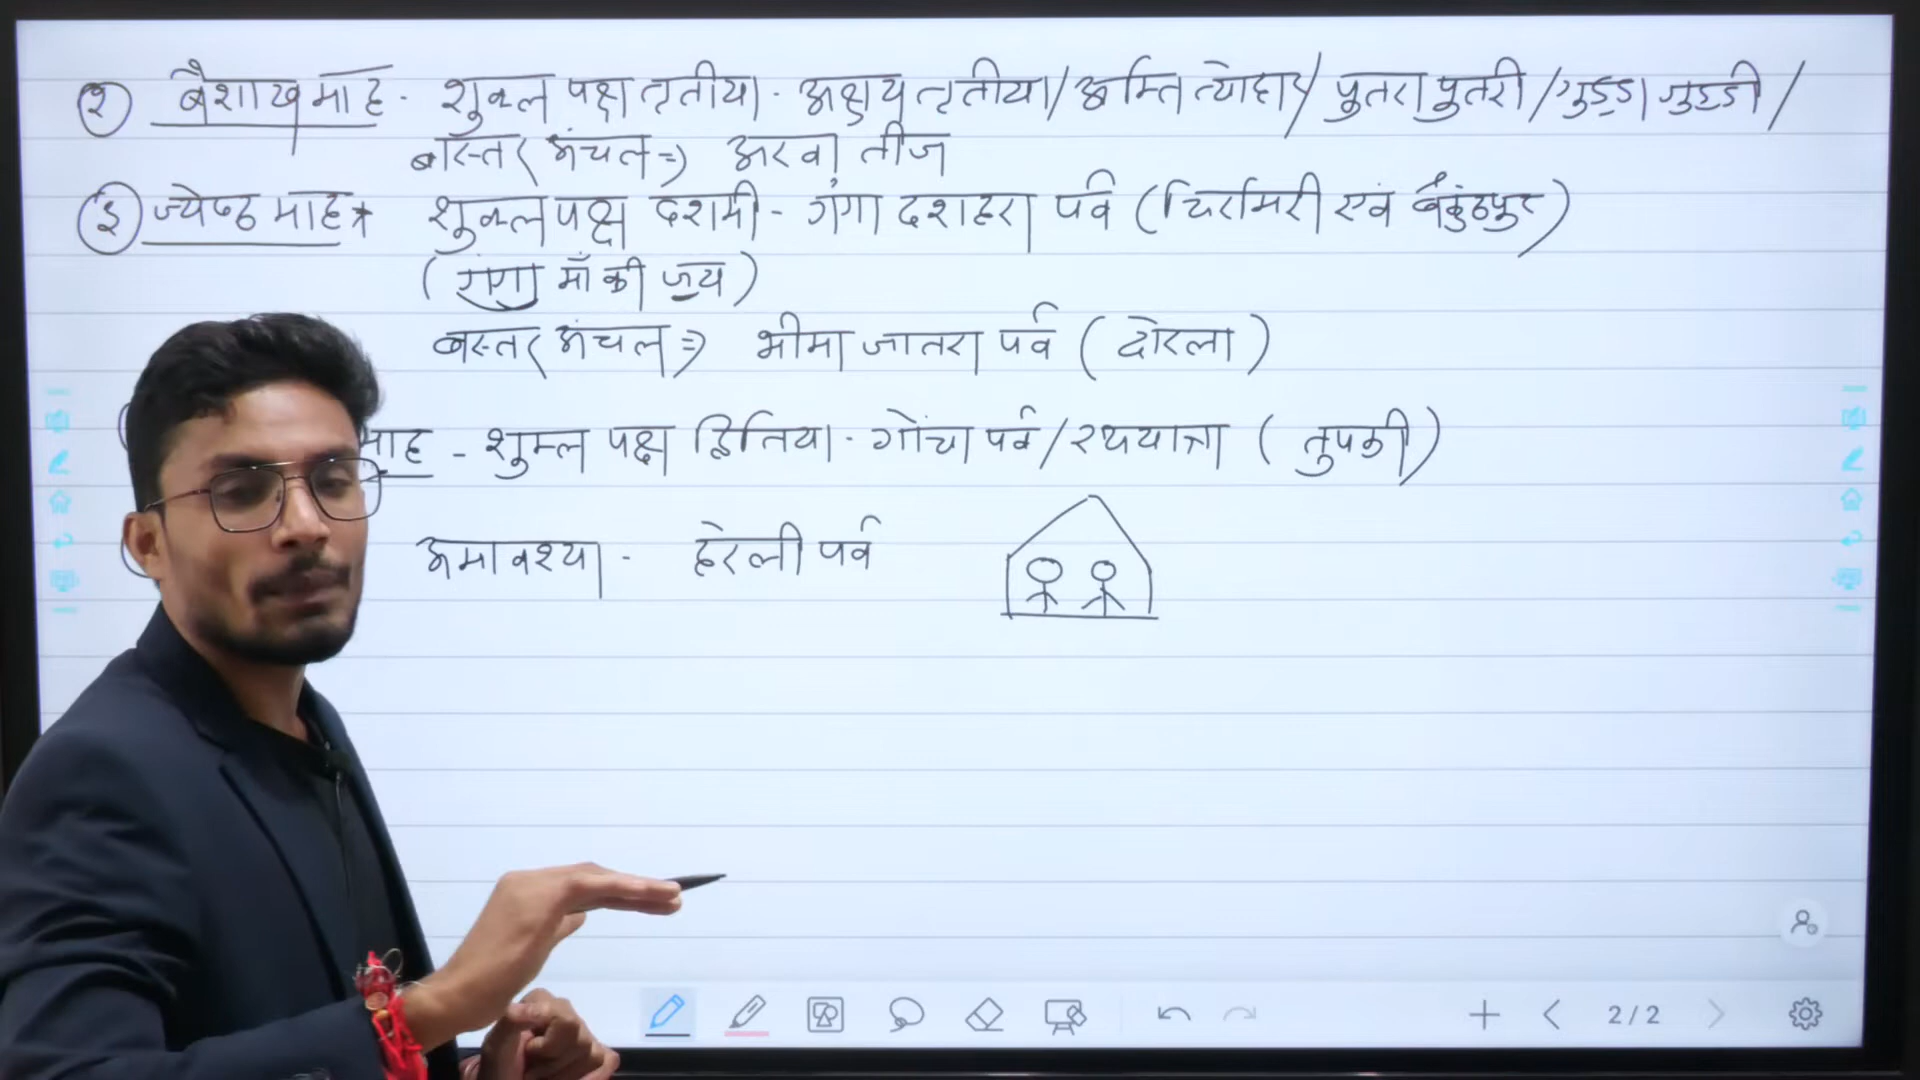 २ बैशाख माह - शुक्ल पक्ष तृतीया - अक्षय तृतीया / अक्ति त्योहार / पुतरा पुतरी / गुड्डा गुड्डी /
बस्तर अंचल => अरवा तीज
३ ज्येष्ठ माह शुक्ल पक्ष दशमी - गंगा दशहरा पर्व (चिरमिरी एवं बैकुंठपुर)
(गंगा माँ की जय)
बस्तर अंचल => भीमा जातरा पर्व (दोरला)
माह - शुक्ल पक्ष द्वितिया - गोंचा पर्व / रथयात्रा (तुपकी)
अमावश्या - हरेली पर्व
2/2